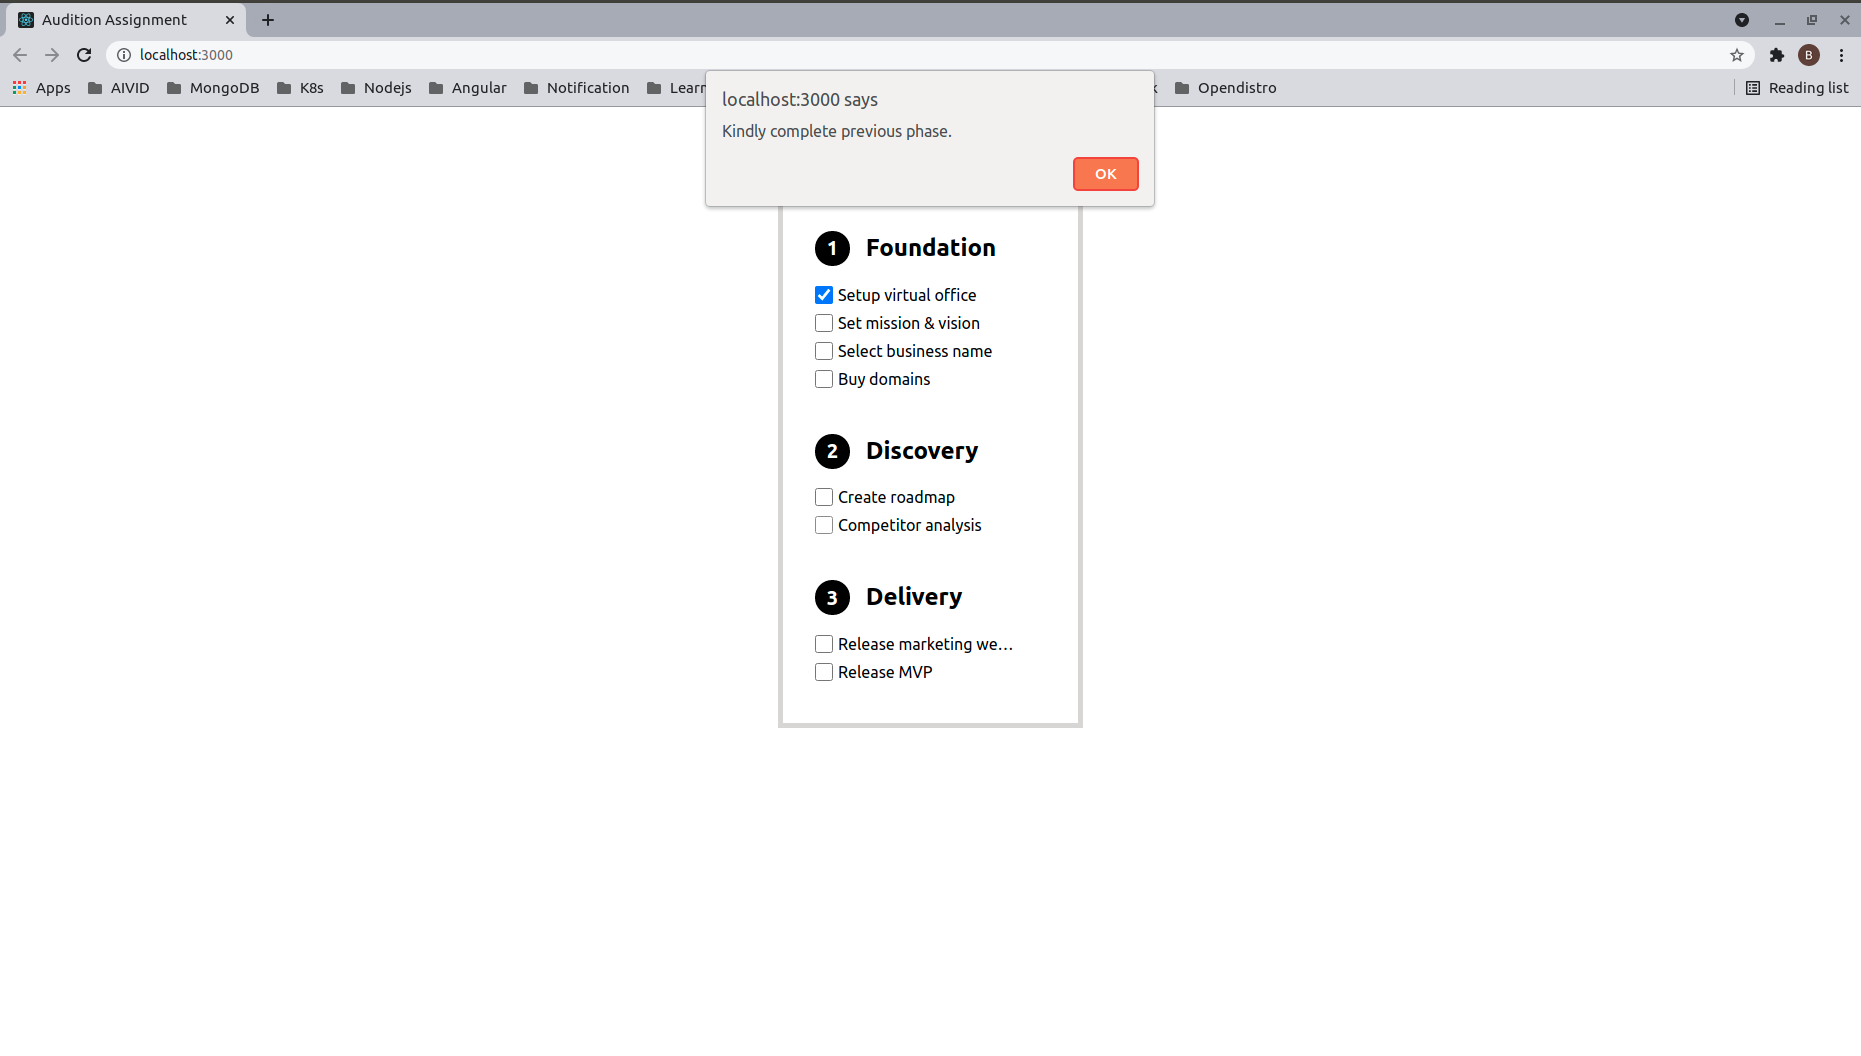 Audition Assignment
localhost:3000
B
Apps AIVID MongoDB K8s Nodejs Angular Notification Opendistro Reading list
localhost:3000 says
Kindly complete previous phase.
OK
1 Foundation
Setup virtual office
Set mission & vision
Select business name
Buy domains
2 Discovery
Create roadmap
Competitor analysis
3 Delivery
Release marketing we...
Release MVP